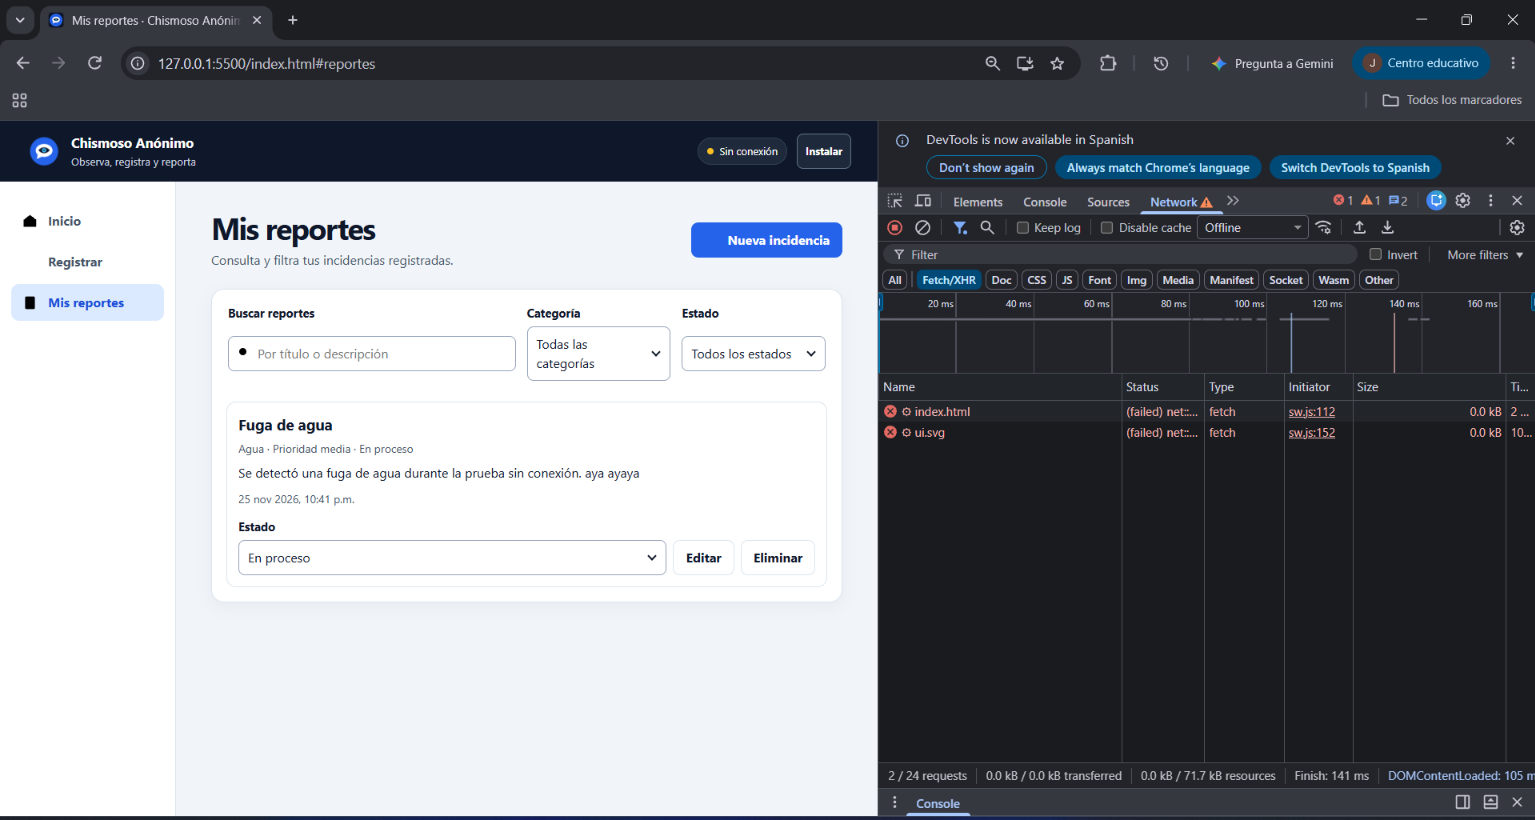 Mis reportes · Chismoso Anónin
127.0.0.1:5500/index.html#reportes
Pregunta a Gemini
J
Centro educativo
Todos los marcadores
Chismoso Anónimo
Observa, registra y reporta
Sin conexión
Instalar
Inicio
Registrar
Mis reportes
Mis reportes
Consulta y filtra tus incidencias registradas.
Nueva incidencia
Buscar reportes
Categoría
Estado
Por título o descripción
Todas las
categorías
Todos los estados
Fuga de agua
Agua · Prioridad media · En proceso
Se detectó una fuga de agua durante la prueba sin conexión. aya ayaya
25 nov 2026, 10:41 p.m.
Estado
En proceso
Editar
Eliminar
DevTools is now available in Spanish
Don't show again
Always match Chrome's language
Switch DevTools to Spanish
Elements Console Sources Network 1 1 2
Keep log Disable cache Offline
Filter Invert More filters
All Fetch/XHR Doc CSS JS Font Img Media Manifest Socket Wasm Other
20 ms 40 ms 60 ms 80 ms 100 ms 120 ms 140 ms 160 ms
Name Status Type Initiator Size Ti...
index.html (failed) net::... fetch sw.js:112 0.0 kB 2 ...
ui.svg (failed) net::... fetch sw.js:152 0.0 kB 10...
2 / 24 requests 0.0 kB / 0.0 kB transferred 0.0 kB / 71.7 kB resources Finish: 141 ms DOMContentLoaded: 105 m
Console